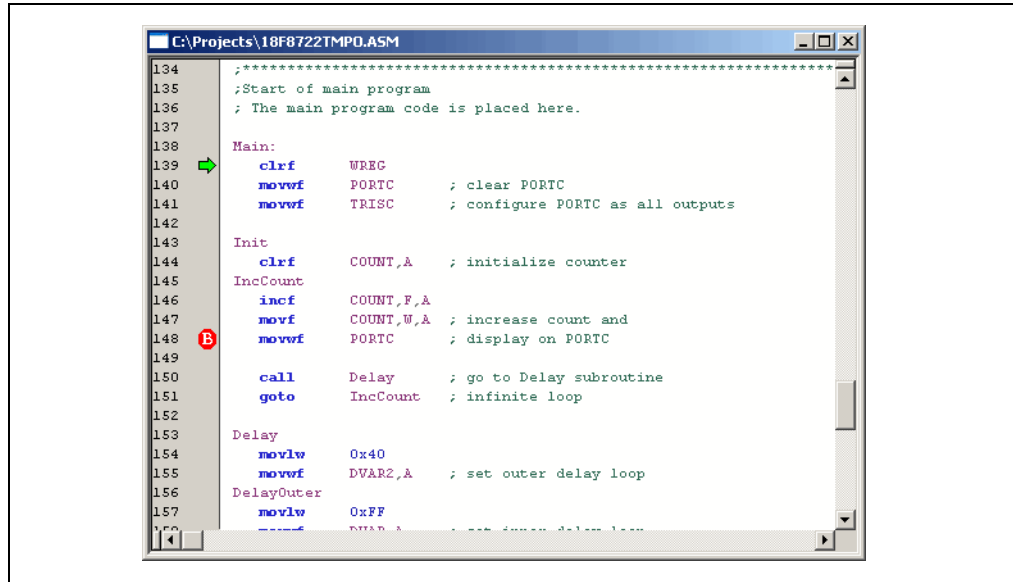 C:\Projects\18F8722TMPO.ASM
134 ;******************************************************************
135 ;Start of main program
136 ; The main program code is placed here.
137
138 Main:
139 clrf WREG
140 movwf PORTC ; clear PORTC
141 movwf TRISC ; configure PORTC as all outputs
142
143 Init
144 clrf COUNT,A ; initialize counter
145 IncCount
146 incf COUNT,F,A
147 movf COUNT,W,A ; increase count and
148 B movwf PORTC ; display on PORTC
149
150 call Delay ; go to Delay subroutine
151 goto IncCount ; infinite loop
152
153 Delay
154 movlw 0x40
155 movwf DVAR2,A ; set outer delay loop
156 DelayOuter
157 movlw 0xFF